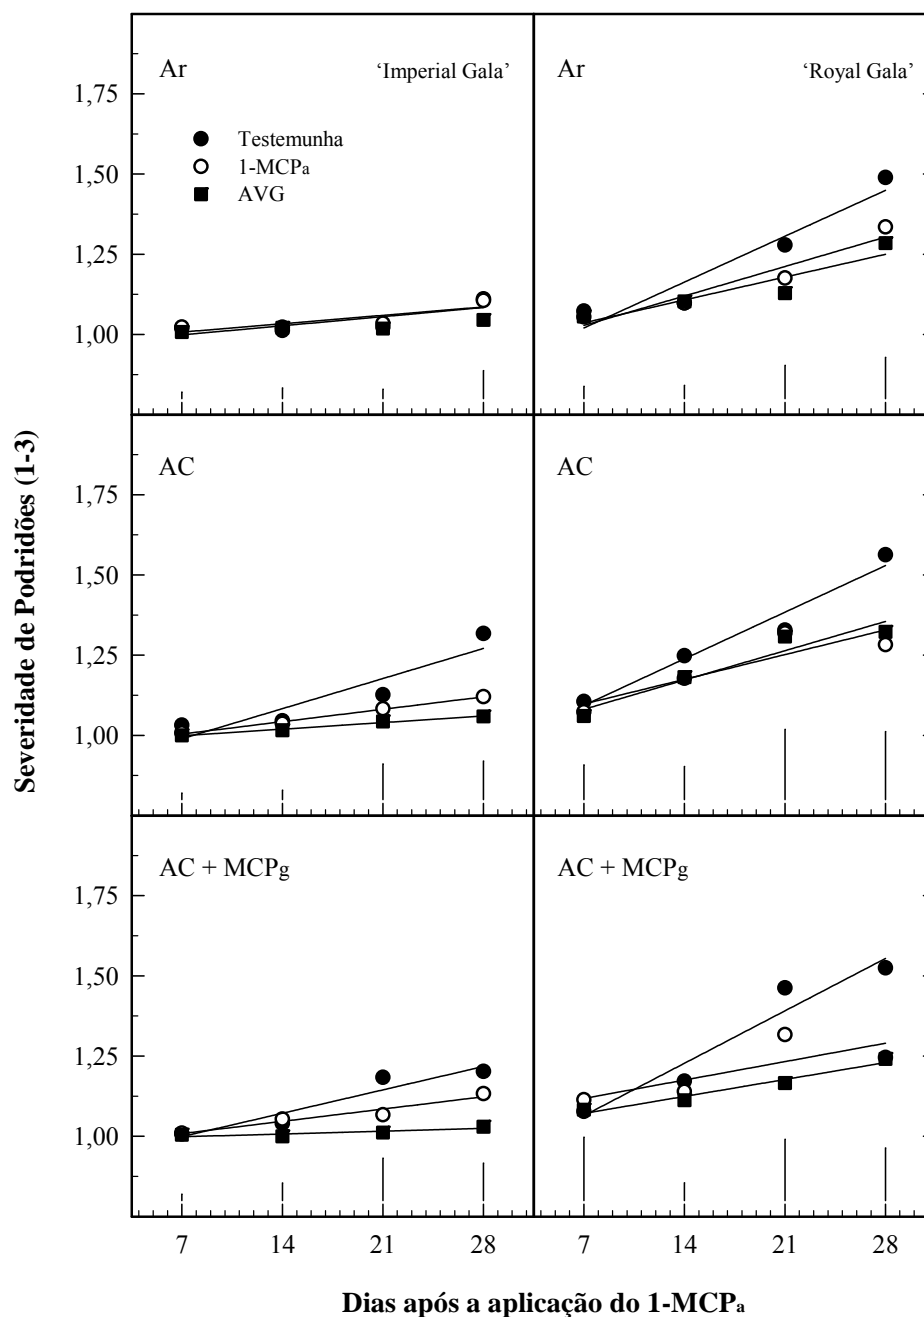 Ar
'Imperial Gala'
Ar
'Royal Gala'
1,75
Testemunha
1-MCPa
AVG
1,50
1,25
1,00
AC
AC
1,75
1,50
1,25
1,00
Severidade de Podridões (1-3)
AC + MCPg
AC + MCPg
1,75
1,50
1,25
1,00
7 14 21 28 7 14 21 28
Dias após a aplicação do 1-MCPa